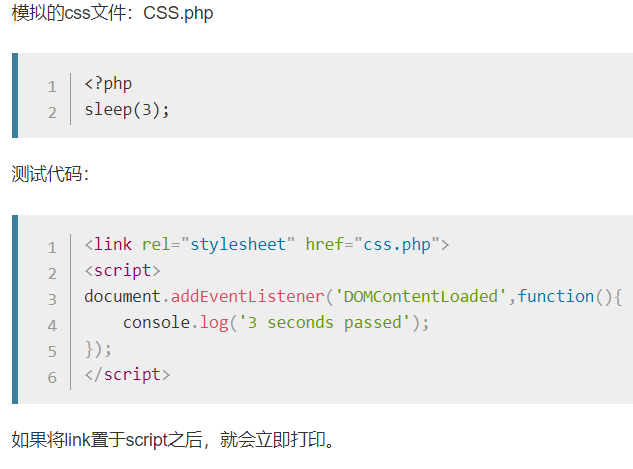 模拟的css文件：CSS.php
1 <?php
2 sleep(3);
测试代码：
1 <link rel="stylesheet" href="css.php">
2 <script>
3 document.addEventListener('DOMContentLoaded',function(){
4     console.log('3 seconds passed');
5 });
6 </script>
如果将link置于script之后，就会立即打印。